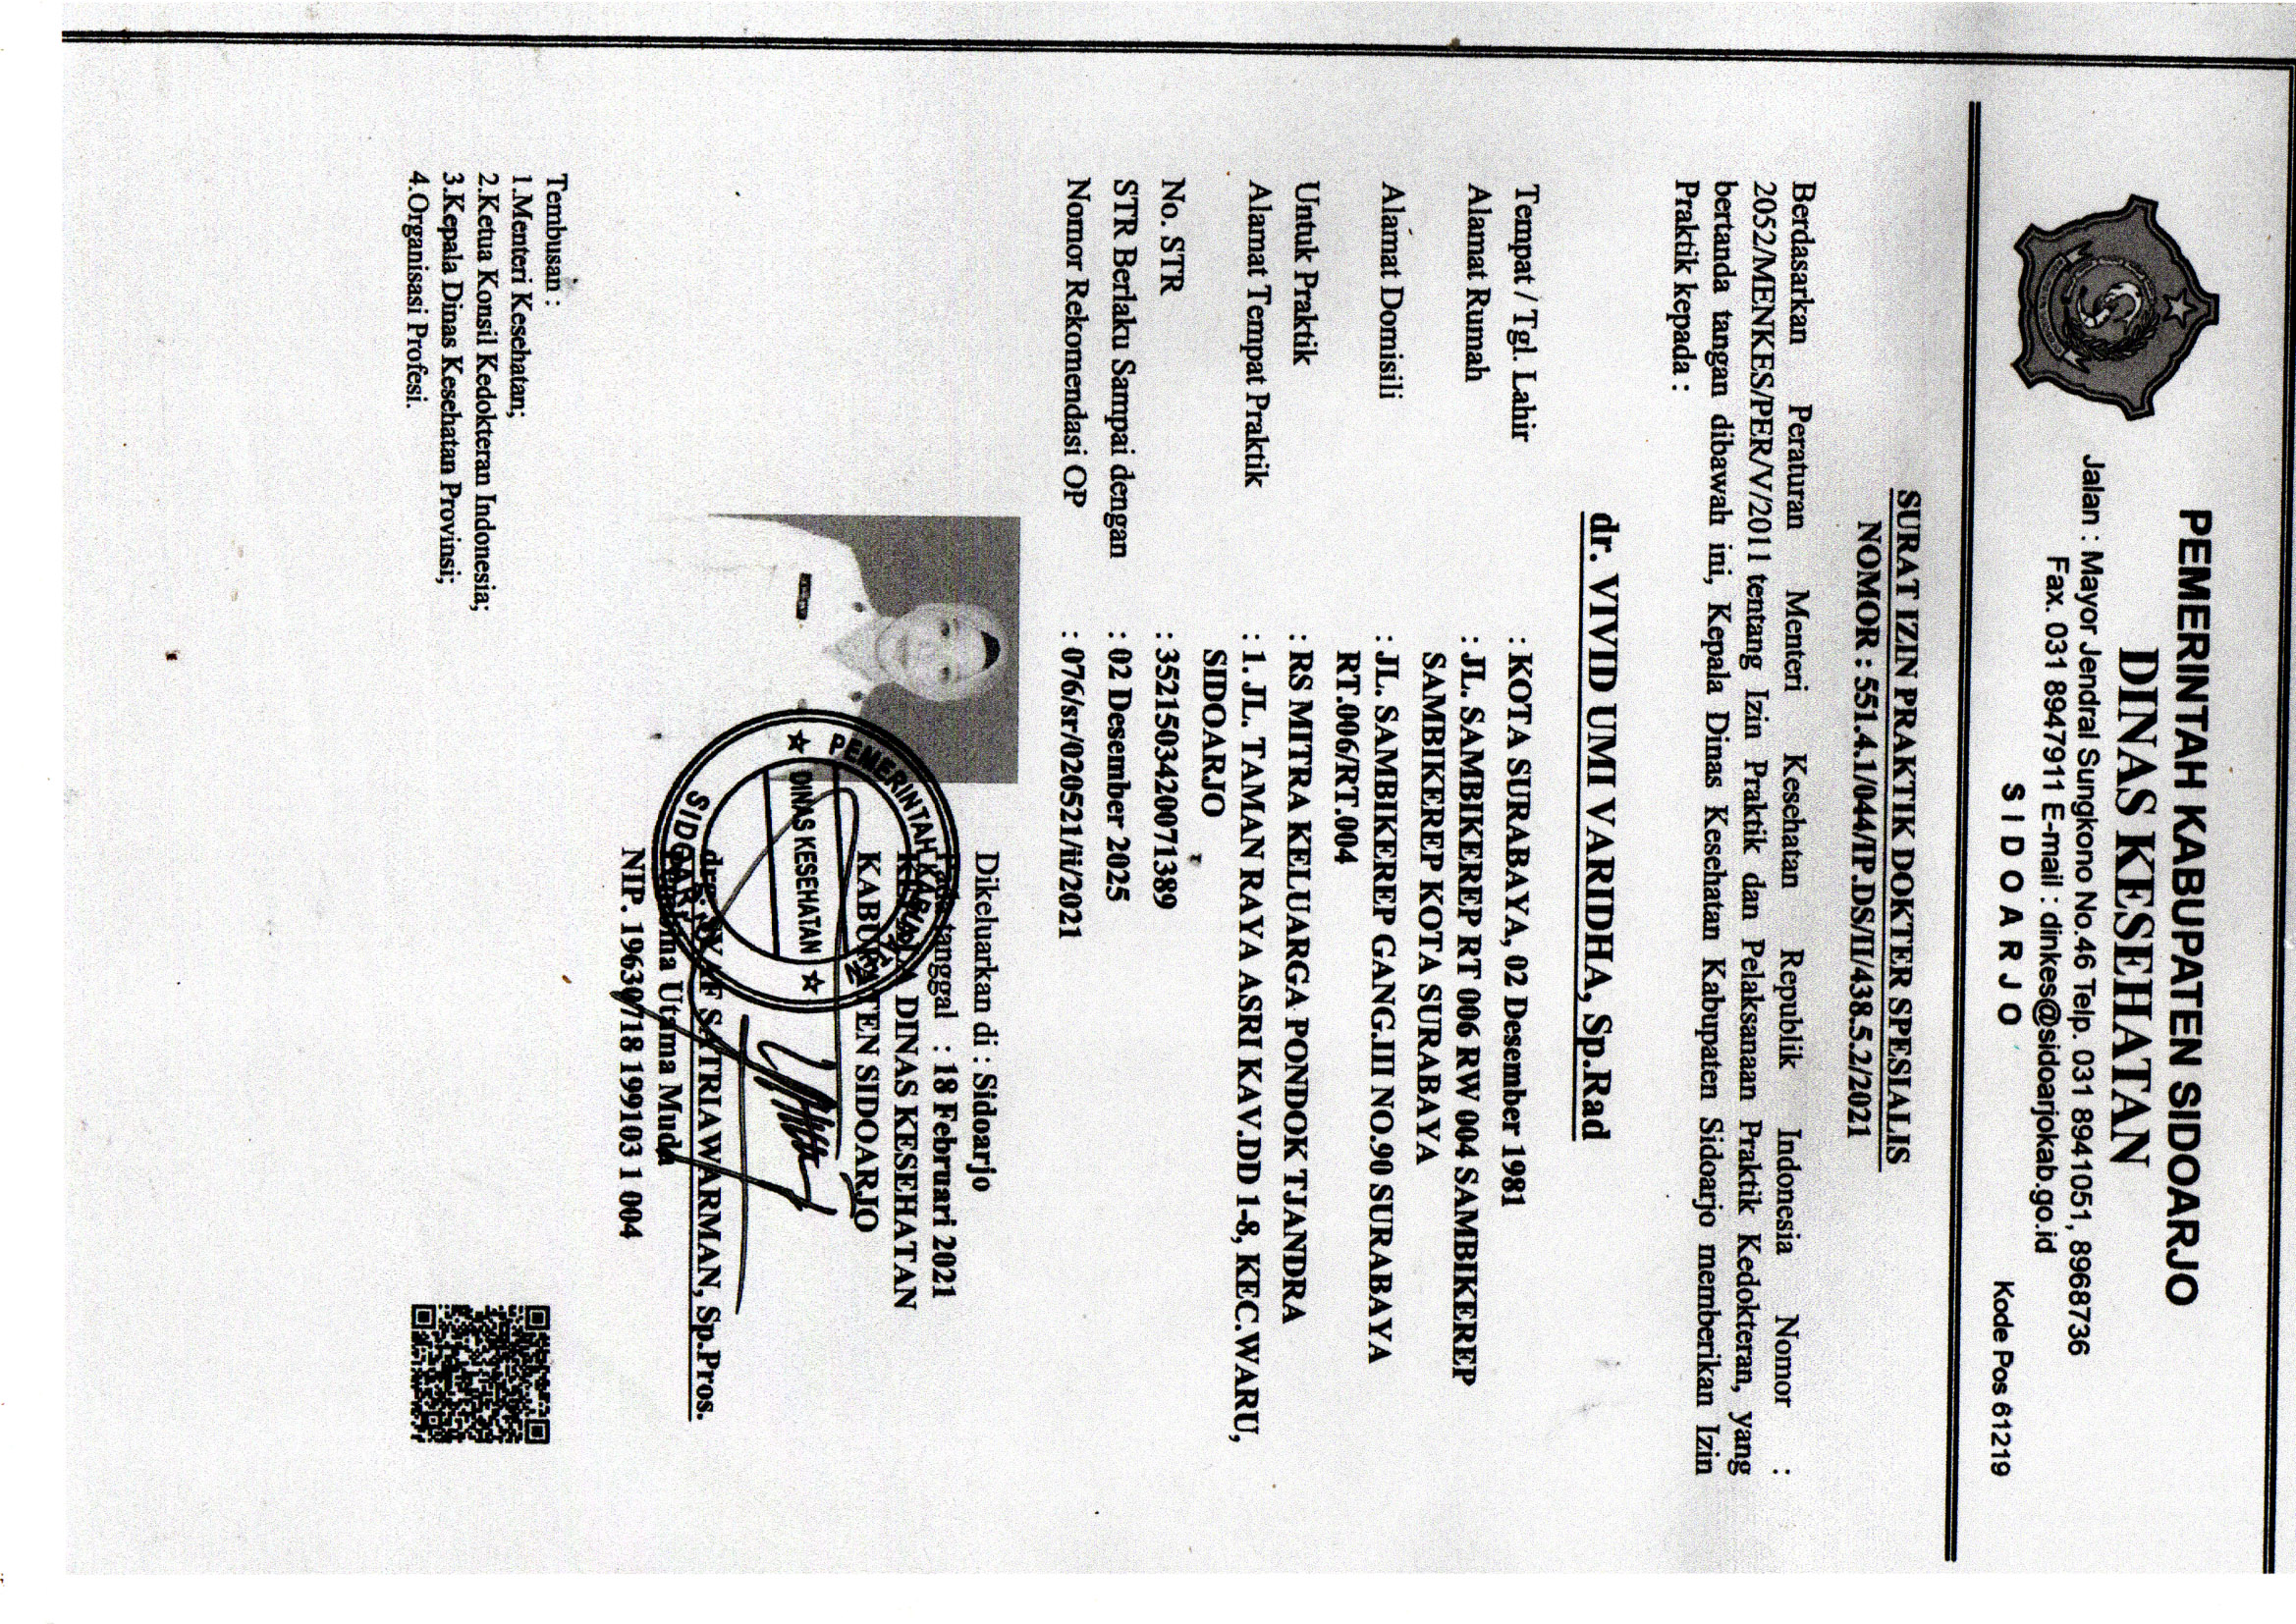 PEMERINTAH KABUPATEN SIDOARJO
DINAS KESEHATAN
Jalan : Mayor Jendral Sungkono No.46 Telp. 031 8941051, 8968736
Fax. 031 8947911 E-mail : dinkes@sidoarjokab.go.id
S I D O A R J O
Kode Pos 61219
SURAT IZIN PRAKTIK DOKTER SPESIALIS
NOMOR : 551.4.1/044/IP.DS/II/438.5.2/2021
Berdasarkan Peraturan Menteri Kesehatan Republik Indonesia Nomor :
2052/MENKES/PER/V/2011 tentang Izin Praktik dan Pelaksanaan Praktik Kedokteran, yang
bertanda tangan dibawah ini, Kepala Dinas Kesehatan Kabupaten Sidoarjo memberikan Izin
Praktik kepada :
dr. VIVID UMI VARIDHA, Sp.Rad
Tempat / Tgl. Lahir : KOTA SURABAYA, 02 Desember 1981
Alamat Rumah : JL. SAMBIKEREP RT 006 RW 004 SAMBIKEREP
SAMBIKEREP KOTA SURABAYA
Alamat Domisili : JL. SAMBIKEREP GANG.III NO.90 SURABAYA
RT.006/RT.004
Untuk Praktik : RS MITRA KELUARGA PONDOK TJANDRA
Alamat Tempat Praktik : 1. JL. TAMAN RAYA ASRI KAV.DD 1-8, KEC.WARU,
SIDOARJO
No. STR : 3521503420071389
STR Berlaku Sampai dengan : 02 Desember 2025
Nomor Rekomendasi OP : 076/sr/020521/ii/2021
Dikeluarkan di : Sidoarjo
Pada tanggal : 18 Februari 2021
KEPALA DINAS KESEHATAN
KABUPATEN SIDOARJO
PEMERINTAH KABUPATEN
DINAS KESEHATAN
SIDOARJO
drg. SYAF SATRIAWARMAN, Sp.Pros.
Pembina Utama Muda
NIP. 19630718 199103 1 004
Tembusan :
1.Menteri Kesehatan;
2.Ketua Konsil Kedokteran Indonesia;
3.Kepala Dinas Kesehatan Provinsi;
4.Organisasi Profesi.